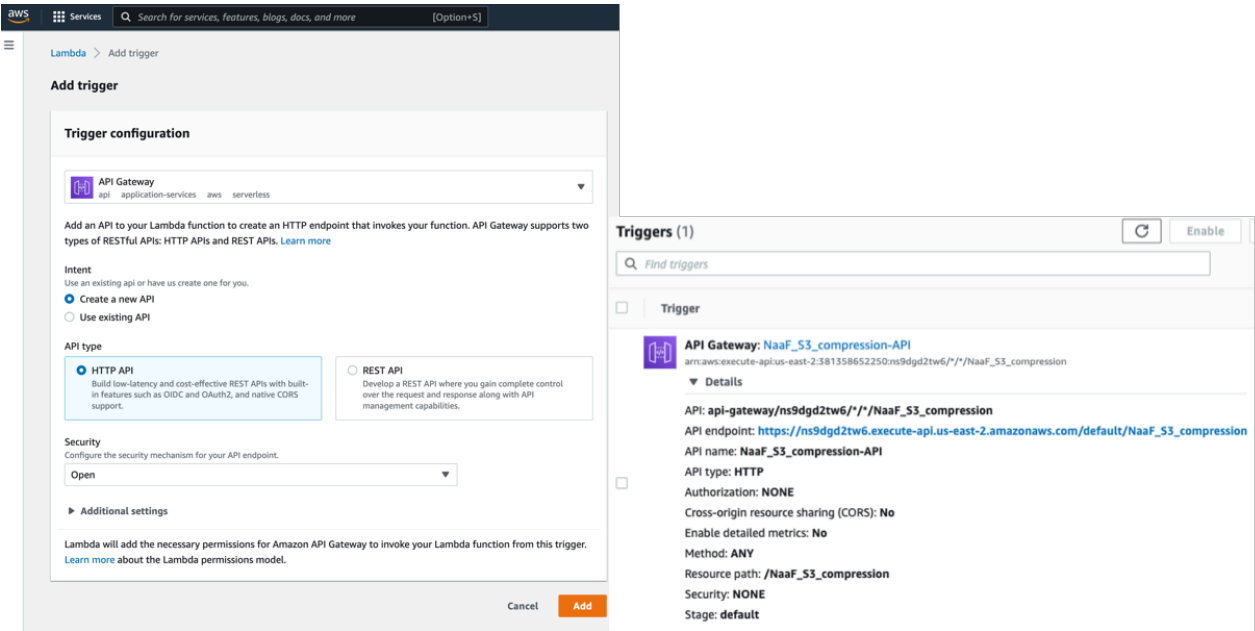 aws
Services
Search for services, features, blogs, docs, and more
[Option+S]
Lambda > Add trigger
Add trigger
Trigger configuration
API Gateway
api application-services aws serverless
Add an API to your Lambda function to create an HTTP endpoint that invokes your function. API Gateway supports two
types of RESTful APIs: HTTP APIs and REST APIs. Learn more
Intent
Use an existing api or have us create one for you.
Create a new API
Use existing API
API type
HTTP API
Build low-latency and cost-effective REST APIs with built-
in features such as OIDC and OAuth2, and native CORS
support.
REST API
Develop a REST API where you gain complete control
over the request and response along with API
management capabilities.
Security
Configure the security mechanism for your API endpoint.
Open
Additional settings
Lambda will add the necessary permissions for Amazon API Gateway to invoke your Lambda function from this trigger.
Learn more about the Lambda permissions model.
Cancel
Add
Triggers (1)
Enable
Find triggers
Trigger
API Gateway: NaaF_S3_compression-API
arn:aws:execute-api:us-east-2:381358652250:ns9dgd2tw6/*/*/NaaF_S3_compression
Details
API: api-gateway/ns9dgd2tw6/*/*/NaaF_S3_compression
API endpoint: https://ns9dgd2tw6.execute-api.us-east-2.amazonaws.com/default/NaaF_S3_compression
API name: NaaF_S3_compression-API
API type: HTTP
Authorization: NONE
Cross-origin resource sharing (CORS): No
Enable detailed metrics: No
Method: ANY
Resource path: /NaaF_S3_compression
Security: NONE
Stage: default